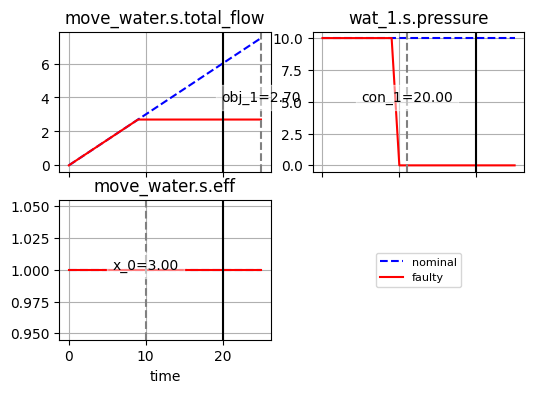 move_water.s.total_flow
wat_1.s.pressure
6
4
2
0
obj_1=2.70
10.0
7.5
5.0
2.5
0.0
con_1=20.00
move_water.s.eff
1.050
1.025
1.000
0.975
0.950
x_0=3.00
0
10
20
time
nominal
faulty